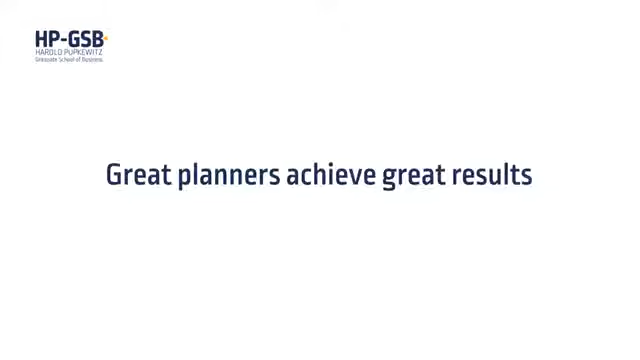 HP-GSB
HAROLD PUPKEWITZ
Graduate School of Business
Great planners achieve great results